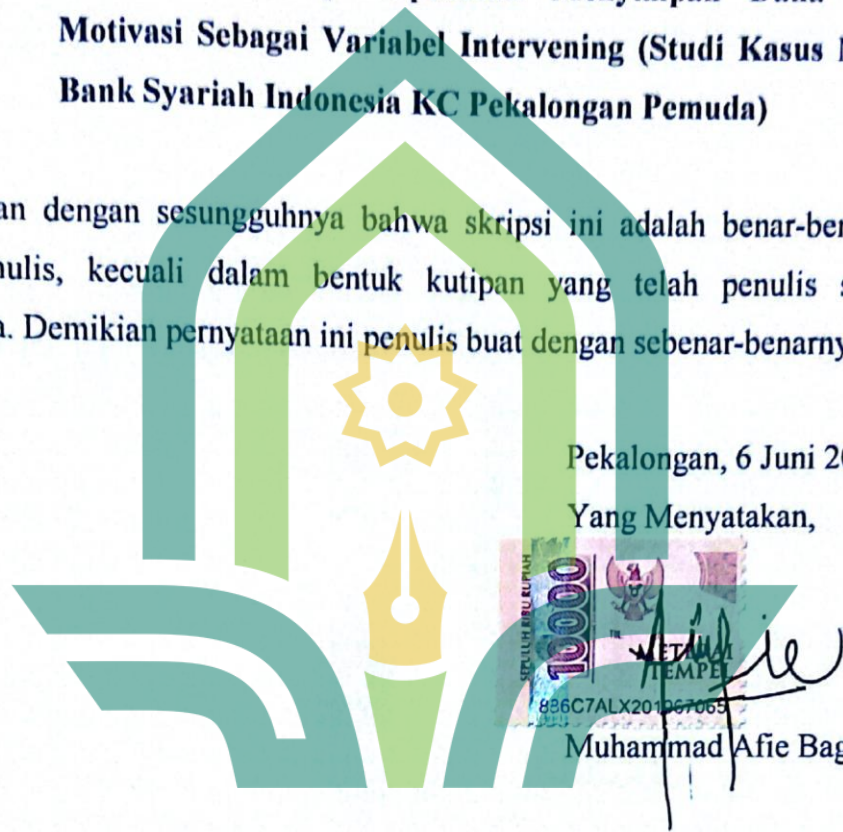 Motivasi Sebagai Variabel Intervening (Studi Kasus
Bank Syariah Indonesia KC Pekalongan Pemuda)
an dengan sesungguhnya bahwa skripsi ini adalah benar-ber
nulis, kecuali dalam bentuk kutipan yang telah penulis
a. Demikian pernyataan ini penulis buat dengan sebenar-benarny
Pekalongan, 6 Juni 20
Yang Menyatakan,
SEPULUH RIBU RUPIAH
10000
METERAI
TEMPEL
Muhammad Afie Bag